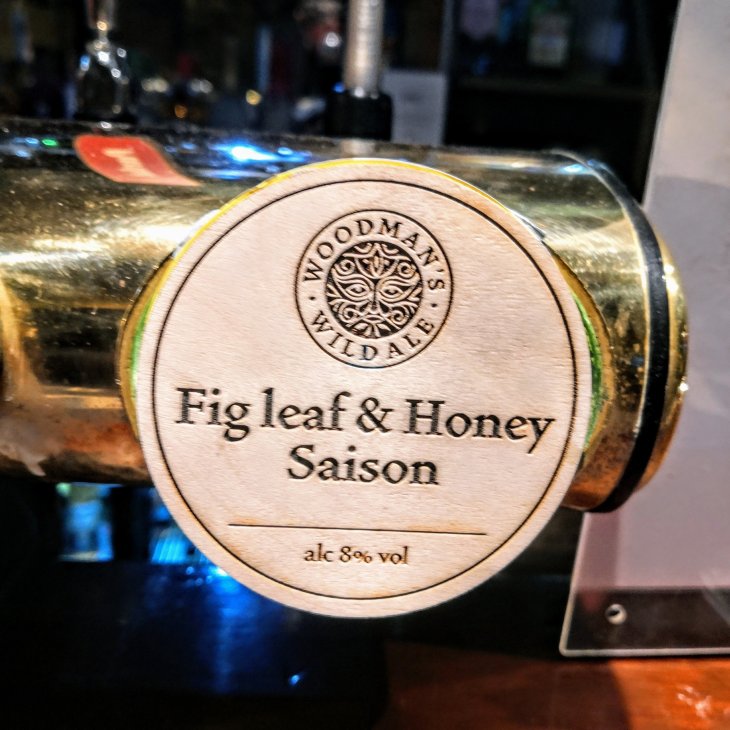 WOODMAN'S
WILD ALE
Fig leaf & Honey
Saison
alc 8% vol